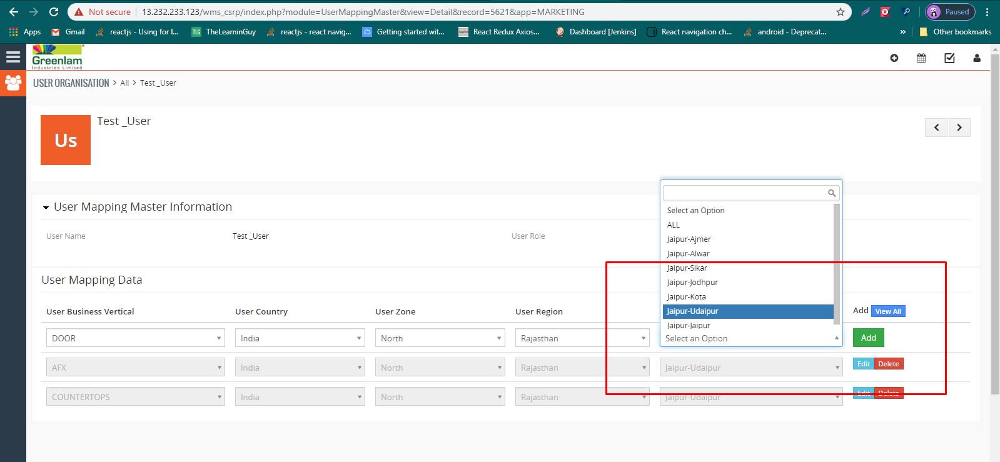 Not secure | 13.232.233.123/wms_csrp/index.php?module=UserMappingMaster&view=Detail&record=5621&app=MARKETING
Paused
Apps Gmail reactjs - Using for l... TLG TheLearnGuy reactjs - react navig... Getting started wit... React Redux Axios... Dashboard [Jenkins] React navigation ch... android - Deprecat... » Other bookmarks
Greenlam
Industries Limited
USER ORGANISATION > All > Test _User
Us
Test _User
User Mapping Master Information
User Name Test _User User Role
Select an Option
ALL
Jaipur-Ajmer
Jaipur-Alwar
Jaipur-Sikar
Jaipur-Jodhpur
Jaipur-Kota
Jaipur-Udaipur
Jaipur-Jaipur
Select an Option
User Mapping Data
User Business Vertical User Country User Zone User Region Add View All
DOOR India North Rajasthan Add
AFX India North Rajasthan Jaipur-Udaipur Edit Delete
COUNTERTOPS India North Rajasthan Jaipur-Udaipur Edit Delete